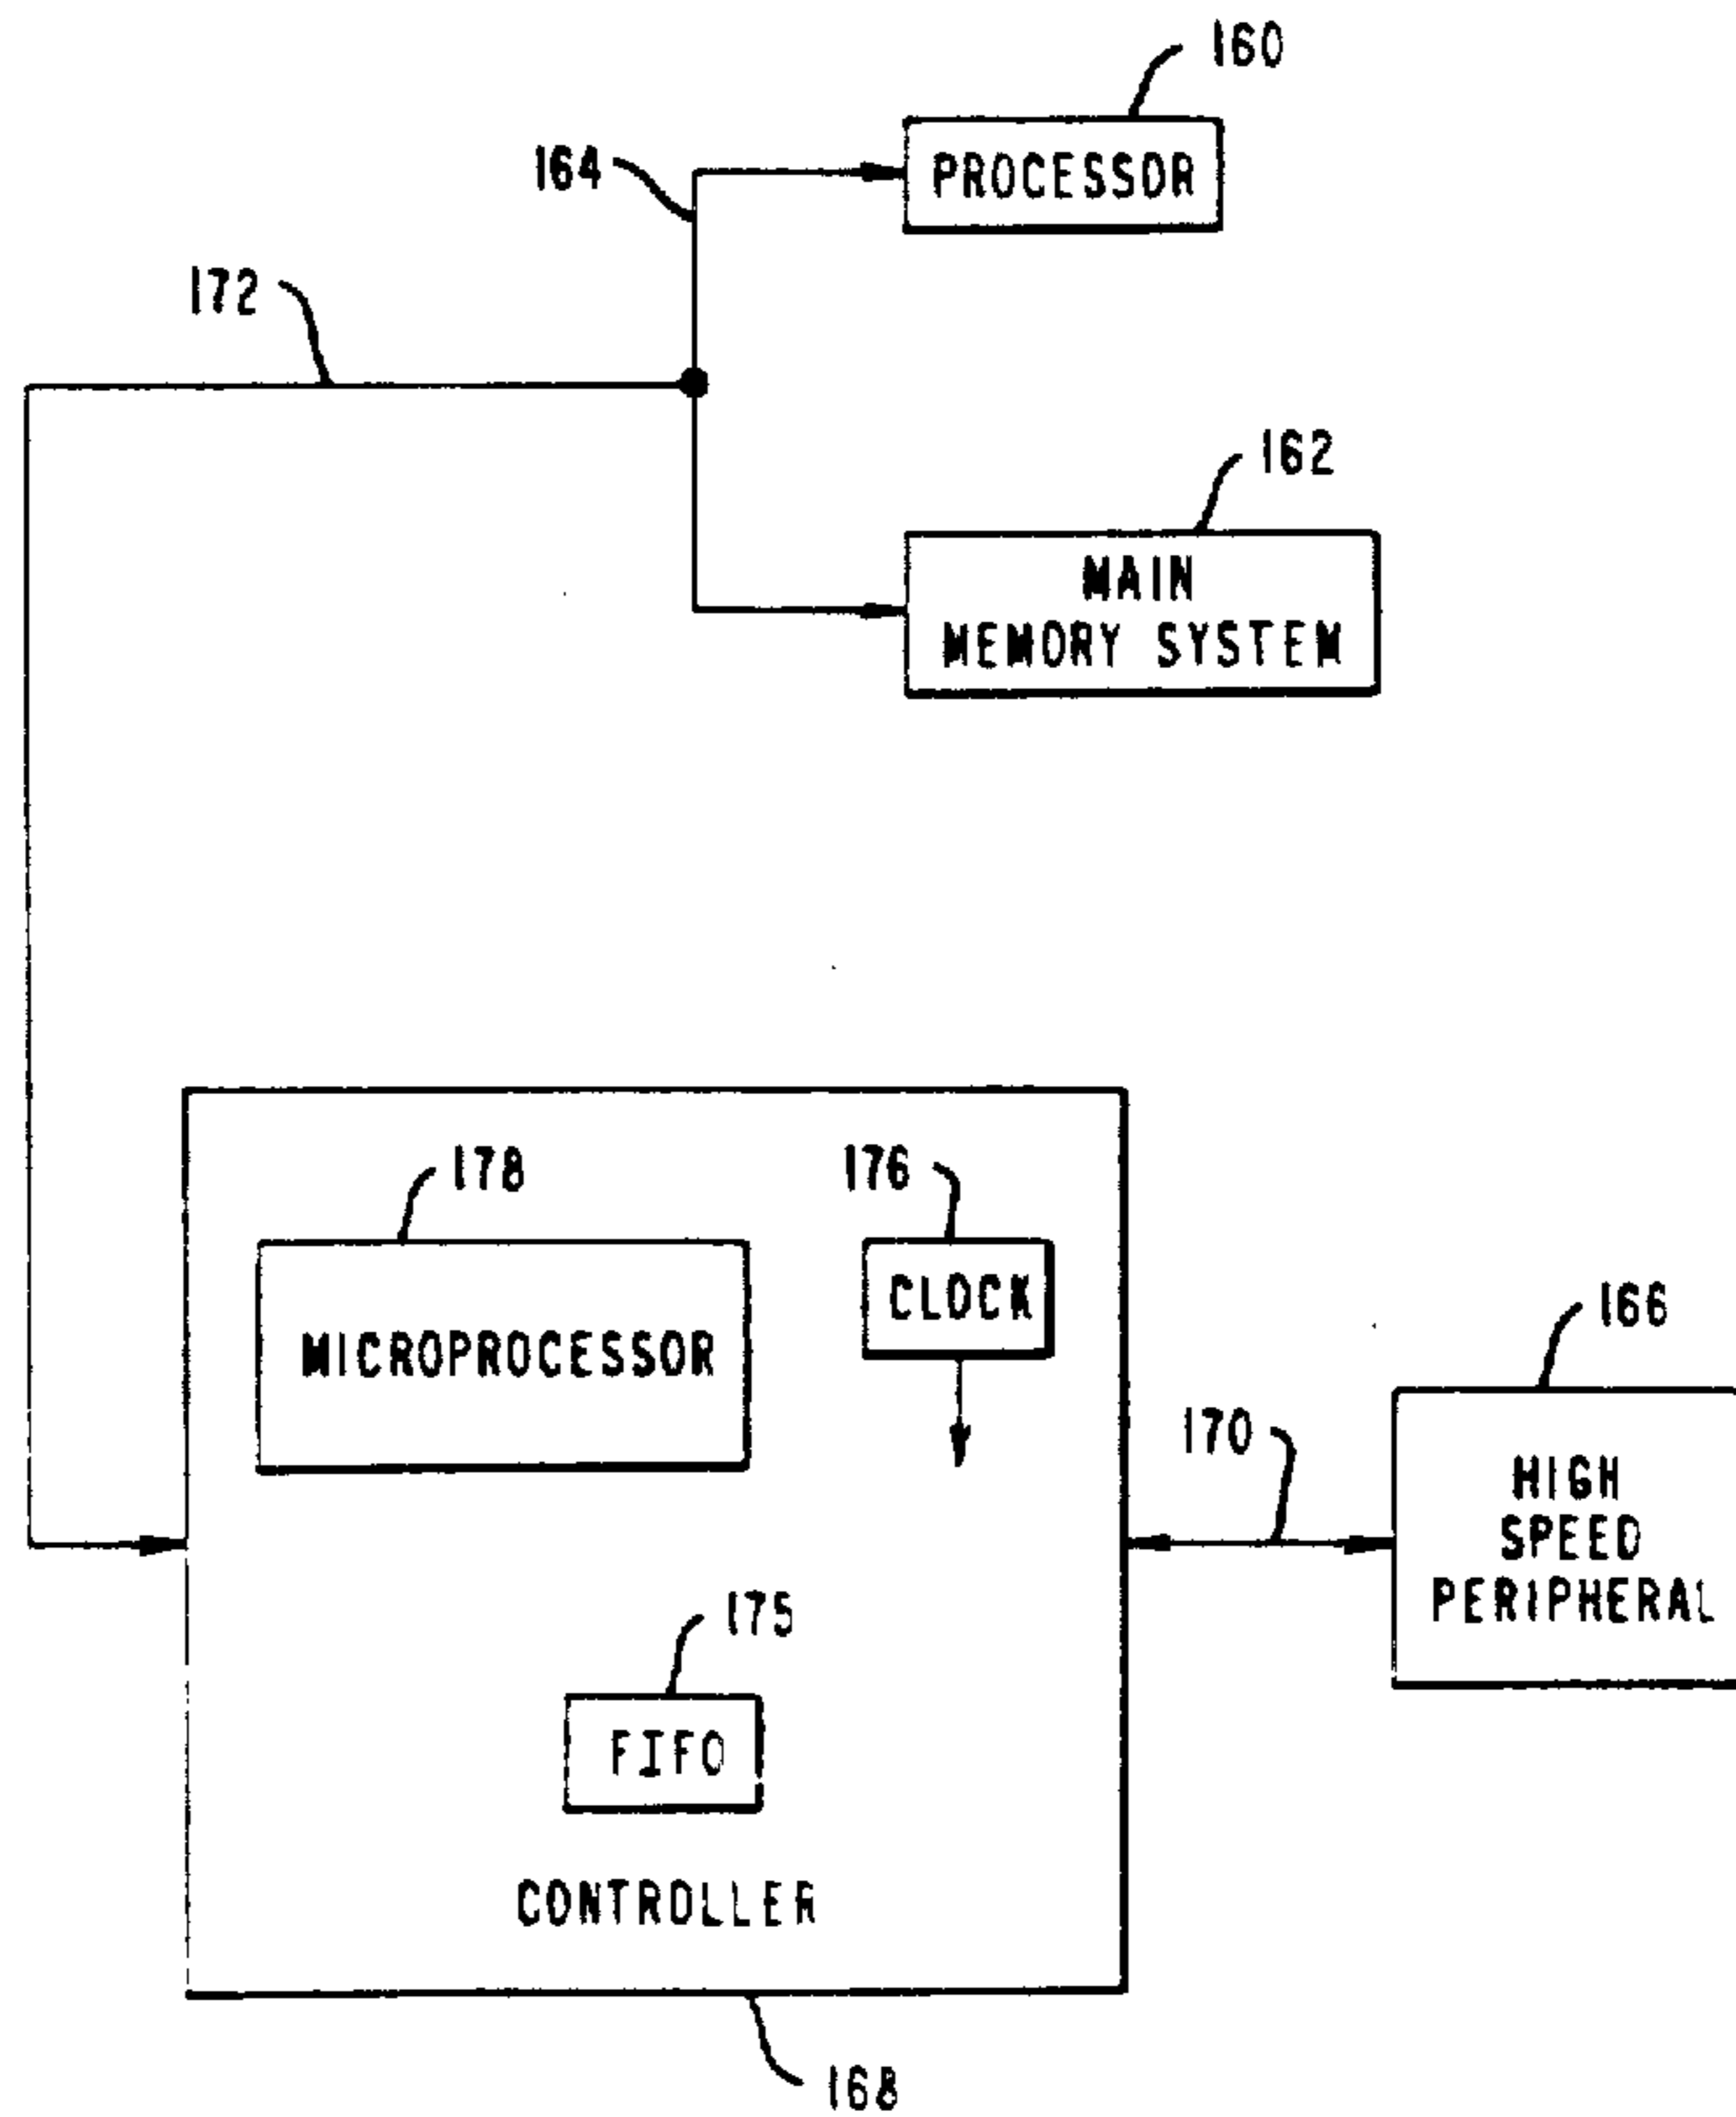 160
164
PROCESSOR
172
162
MAIN
MEMORY SYSTEM
178
176
CLOCK
MICROPROCESSOR
166
170
HIGH
SPEED
PERIPHERAL
175
FIFO
CONTROLLER
168